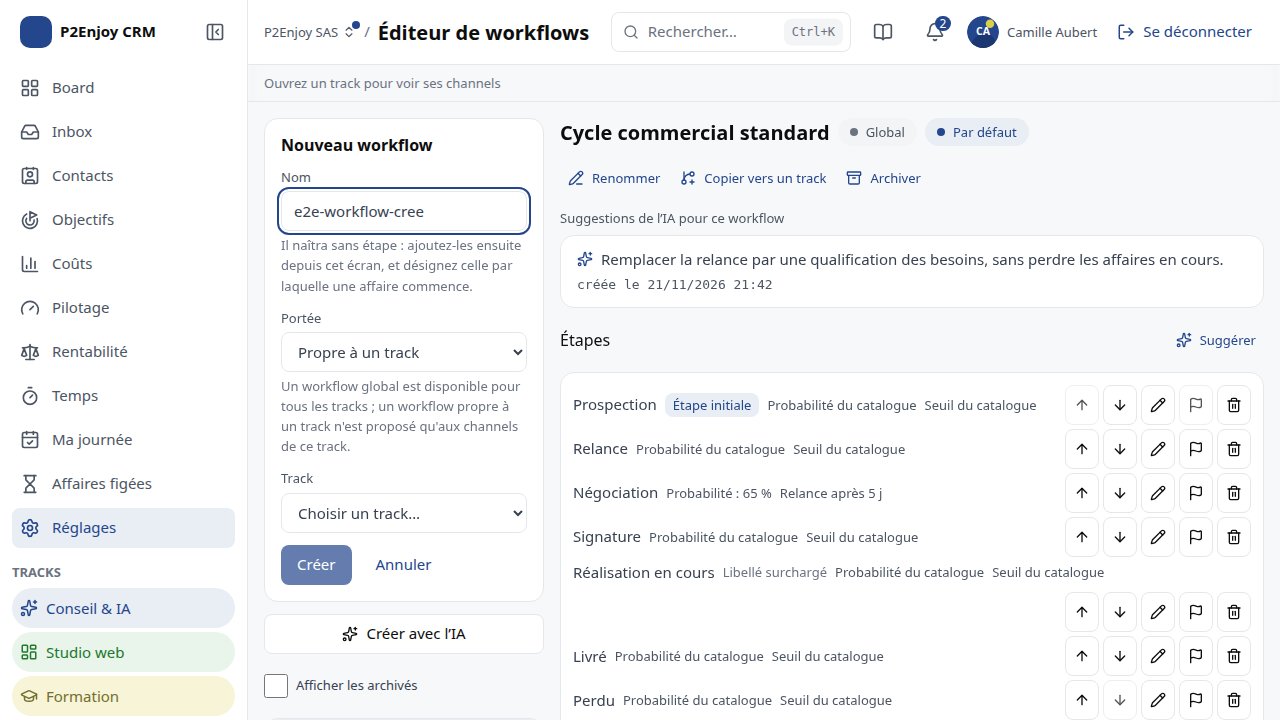 P2Enjoy CRM
Board
Inbox
Contacts
Objectifs
Coûts
Pilotage
Rentabilité
Temps
Ma journée
Affaires figées
Réglages
TRACKS
Conseil & IA
Studio web
Formation
P2Enjoy SAS / Éditeur de workflows
Rechercher... Ctrl+K
2
CA Camille Aubert
Se déconnecter
Ouvrez un track pour voir ses channels
Nouveau workflow
Nom
e2e-workflow-cree
Il naîtra sans étape : ajoutez-les ensuite
depuis cet écran, et désignez celle par
laquelle une affaire commence.
Portée
Propre à un track
Un workflow global est disponible pour
tous les tracks ; un workflow propre à
un track n'est proposé qu'aux channels
de ce track.
Track
Choisir un track...
Créer Annuler
Créer avec l'IA
Afficher les archivés
Cycle commercial standard Global Par défaut
Renommer Copier vers un track Archiver
Suggestions de l'IA pour ce workflow
Remplacer la relance par une qualification des besoins, sans perdre les affaires en cours.
créée le 21/11/2026 21:42
Étapes Suggérer
Prospection Étape initiale Probabilité du catalogue Seuil du catalogue
Relance Probabilité du catalogue Seuil du catalogue
Négociation Probabilité : 65 % Relance après 5 j
Signature Probabilité du catalogue Seuil du catalogue
Réalisation en cours Libellé surchargé Probabilité du catalogue Seuil du catalogue
Livré Probabilité du catalogue Seuil du catalogue
Perdu Probabilité du catalogue Seuil du catalogue